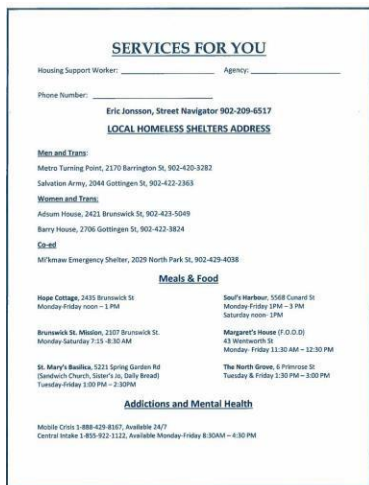 SERVICES FOR YOU
Housing Support Worker: ____________________ Agency: ____________________
Phone Number: ____________________
Eric Jonsson, Street Navigator 902-209-6517
LOCAL HOMELESS SHELTERS ADDRESS
Men and Trans:
Metro Turning Point, 2170 Barrington St, 902-420-3282
Salvation Army, 2044 Gottingen St, 902-422-2363
Women and Trans:
Adsum House, 2421 Brunswick St, 902-423-5049
Barry House, 2706 Gottingen St, 902-422-3824
Co-ed
Mi'kmaw Emergency Shelter, 2029 North Park St, 902-429-4038
Meals & Food
Hope Cottage, 2435 Brunswick St
Monday-Friday noon – 1 PM
Soul's Harbour, 5568 Cunard St
Monday-Friday 1PM – 3 PM
Saturday noon- 1PM
Brunswick St. Mission, 2107 Brunswick St.
Monday-Saturday 7:15 -8:30 AM
Margaret's House (F.O.O.D)
43 Wentworth St
Monday- Friday 11:30 AM – 12:30 PM
St. Mary's Basilica, 5221 Spring Garden Rd
(Sandwich Church, Sister's Jo, Daily Bread)
Tuesday-Friday 1:00 PM – 2:30PM
The North Grove, 6 Primrose St
Tuesday & Friday 1:30 PM – 3:00 PM
Addictions and Mental Health
Mobile Crisis 1-888-429-8167, Available 24/7
Central Intake 1-855-922-1122, Available Monday-Friday 8:30AM – 4:30 PM